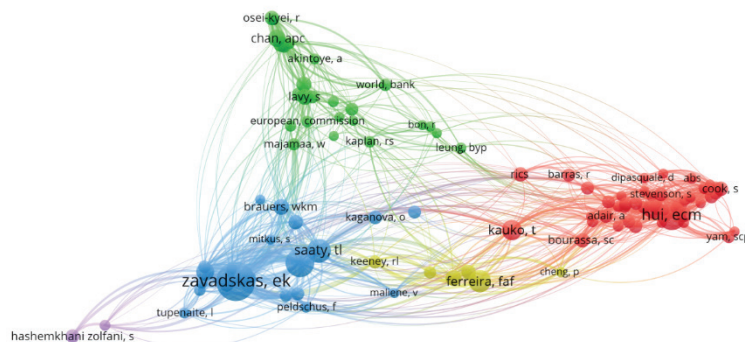 osei-kyei, r
chan, apc
akintoye, a
world, bank
lavy, s
european, commission
bon, r
majamaa, w
kaplan, rs
leung, byp
rics
barras, r
dipasquale, d
abs
stevenson, s
cook, s
brauers, wkm
kaganova, o
adair, a
hui, ecm
kauko, t
mitkus, s
bourassa, sc
yam, scp
saaty, tl
keeney, rl
cheng, p
zavadskas, ek
ferreira, faf
maliene, v
peldschus, f
tupenaite, l
hashemkhani zolfani, s